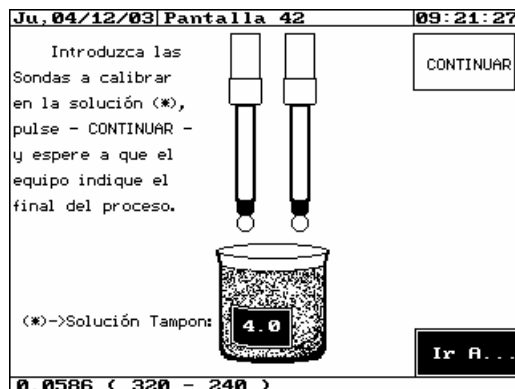 Ju,04/12/03 Pantalla 42 09:21:27
Introduzca las
Sondas a calibrar
en la solución (*),
pulse - CONTINUAR -
y espere a que el
equipo indique el
final del proceso.
CONTINUAR
(*)->Solución Tampon:
4.0
Ir A...
0.0586 ( 320 - 240 )